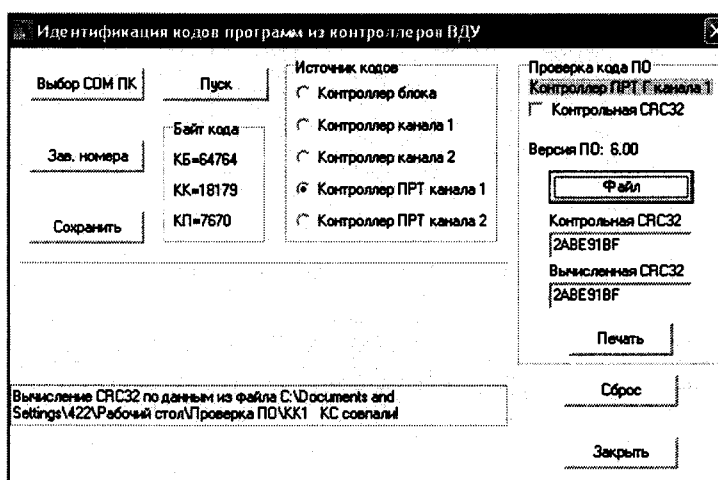 Идентификация кодов программ из контроллеров ВДУ
Выбор COM ПК
Пуск
Зав. номера
Сохранить
Байт кода
КБ=64764
КК=18179
КП=7670
Источник кодов
Контроллер блока
Контроллер канала 1
Контроллер канала 2
Контроллер ПРТ канала 1
Контроллер ПРТ канала 2
Проверка кода ПО
Контроллер ПРТ Г канала 1
Контрольная CRC32
Версия ПО: 6.00
Файл
Контрольная CRC32
2ABE91BF
Вычисленная CRC32
2ABE91BF
Печать
Сброс
Закрыть
Вычисление CRC32 по данным из файла C:\Documents and
Settings\422\Рабочий стол\Проверка ПО\КК1 КС совпали!